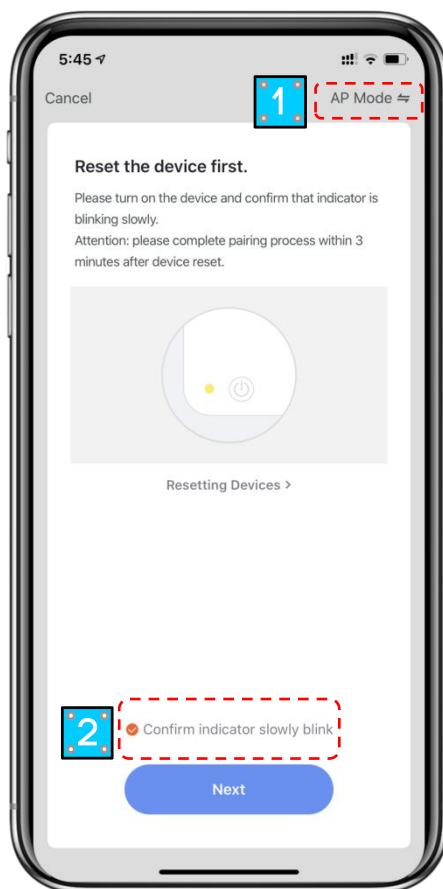 5:45
Cancel
1
AP Mode ⇋
Reset the device first.
Please turn on the device and confirm that indicator is
blinking slowly.
Attention: please complete pairing process within 3
minutes after device reset.
Resetting Devices >
2
Confirm indicator slowly blink
Next